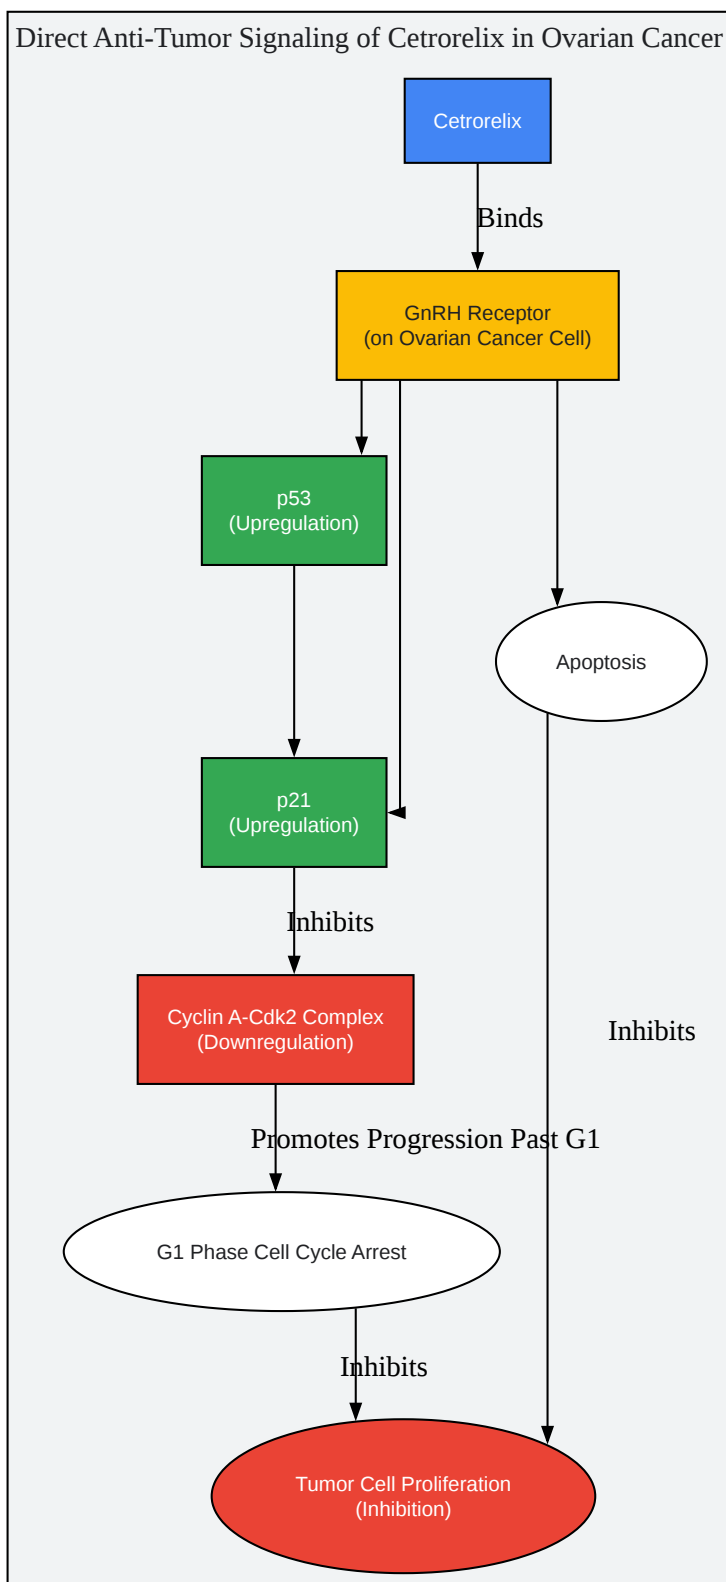 Direct Anti-Tumor Signaling of Cetrorelix in Ovarian Cancer
Cetrorelix
Binds
GnRH Receptor
(on Ovarian Cancer Cell)
p53
(Upregulation)
Apoptosis
p21
(Upregulation)
Inhibits
Cyclin A-Cdk2 Complex
(Downregulation)
Inhibits
Promotes Progression Past G1
G1 Phase Cell Cycle Arrest
Inhibits
Tumor Cell Proliferation
(Inhibition)